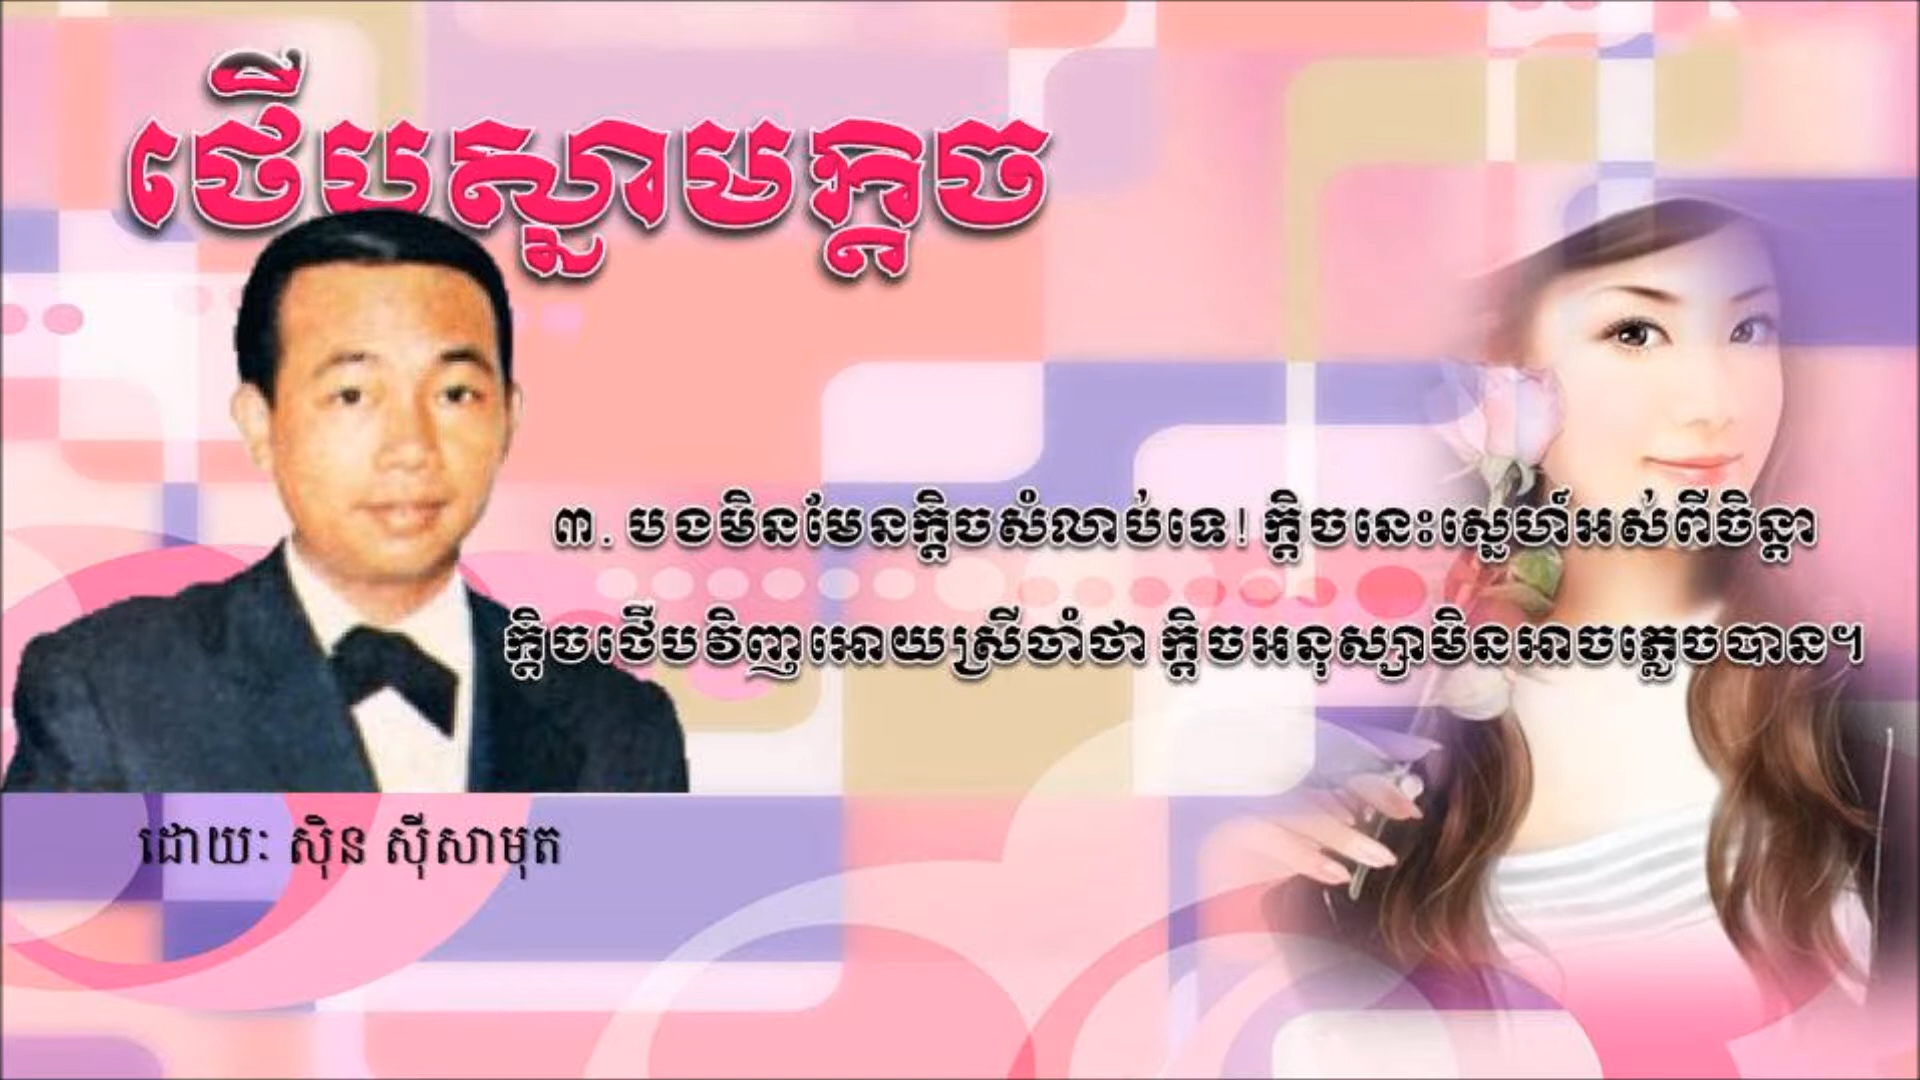 ថើបស្នាមក្តិច
៣. បងមិនមែនក្តិចសំលាប់ទេ! ក្តិចនេះស្នេហ៍អស់ពីចិន្តា
ក្តិចថើបវិញអោយស្រីចាំថា ក្តិចអនុស្សាមិនអាចភ្លេចបាន។
ដោយៈ ស៊ិន ស៊ីសាមុត